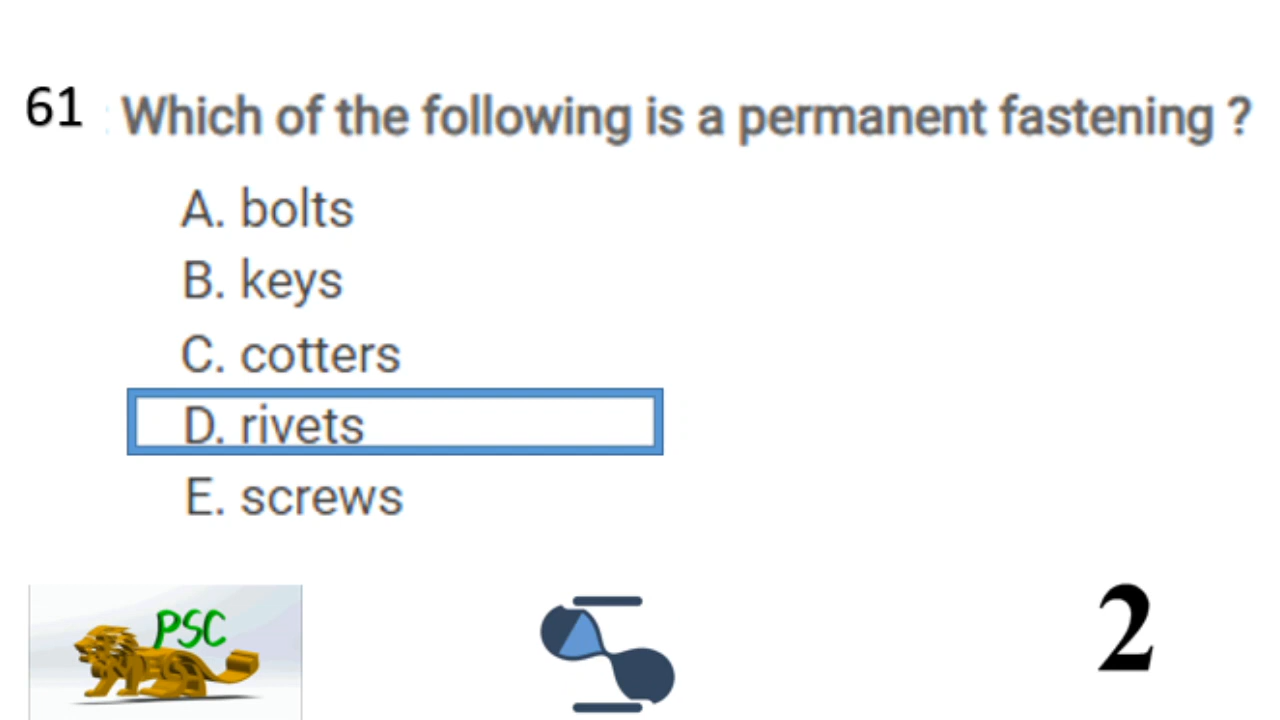 61 Which of the following is a permanent fastening ?
A. bolts
B. keys
C. cotters
D. rivets
E. screws
PSC
2